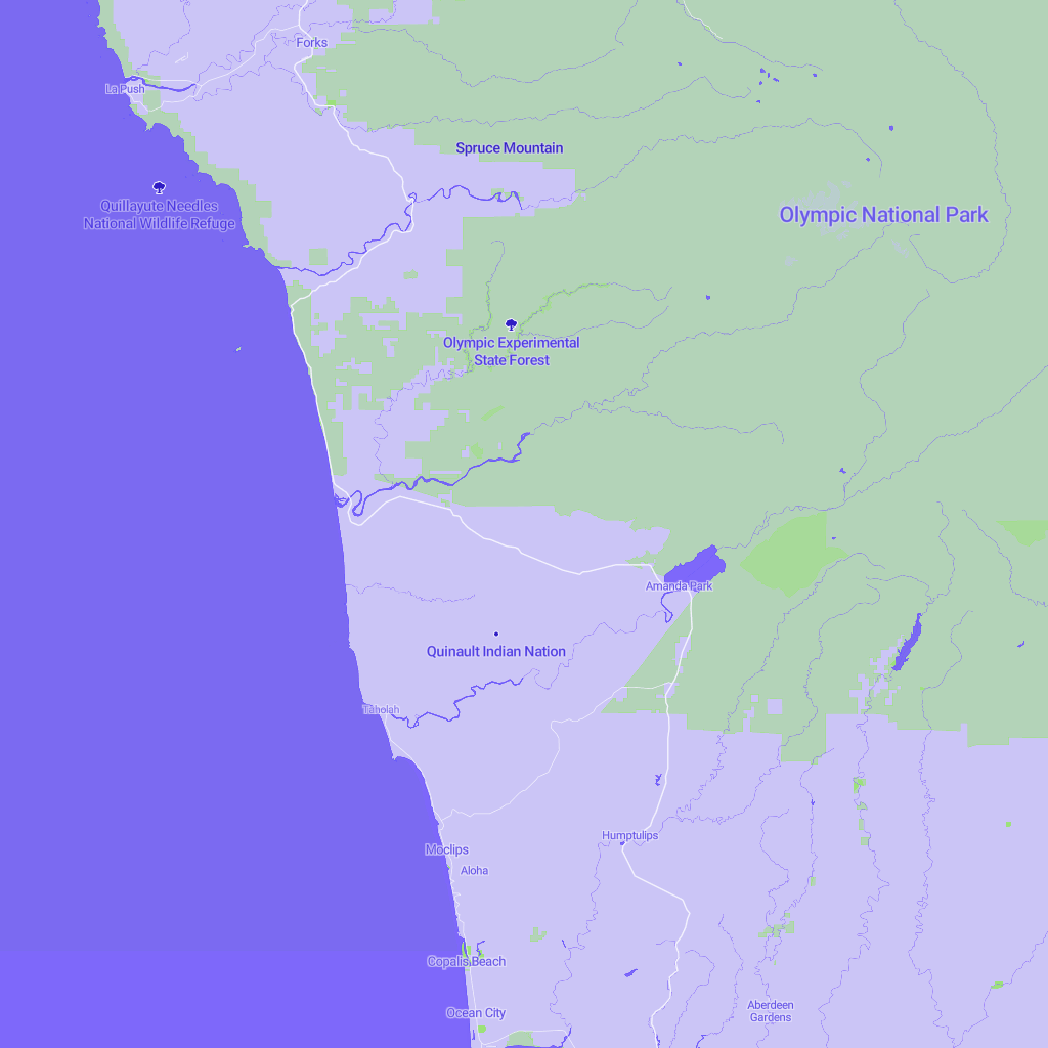 Forks
La Push
Spruce Mountain
Quillayute Needles
National Wildlife Refuge
Olympic National Park
Olympic Experimental
State Forest
Amanda Park
Quinault Indian Nation
Taholah
Humptulips
Moclips
Aloha
Copalis Beach
Aberdeen
Gardens
Ocean City